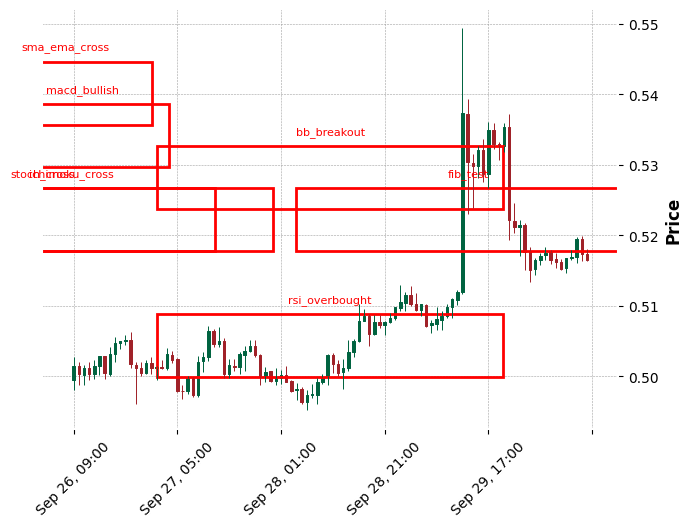 sma_ema_cross
macd_bullish
bb_breakout
stoch_cross
ichimoku_cross
fib_test
rsi_overbought
0.55
0.54
0.53
0.52
0.51
0.50
Price
Sep 26, 09:00
Sep 27, 05:00
Sep 28, 01:00
Sep 28, 21:00
Sep 29, 17:00